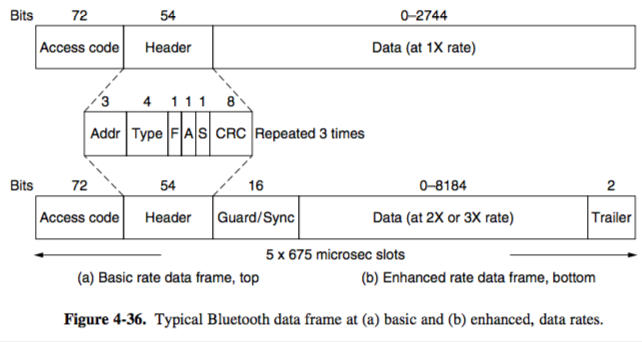 Bits 72 54 0–2744
Access code Header Data (at 1X rate)
3 4 1 1 1 8
Addr Type F A S CRC Repeated 3 times
Bits 72 54 16 0–8184 2
Access code Header Guard/Sync Data (at 2X or 3X rate) Trailer
5 x 675 microsec slots
(a) Basic rate data frame, top (b) Enhanced rate data frame, bottom
Figure 4-36. Typical Bluetooth data frame at (a) basic and (b) enhanced, data rates.